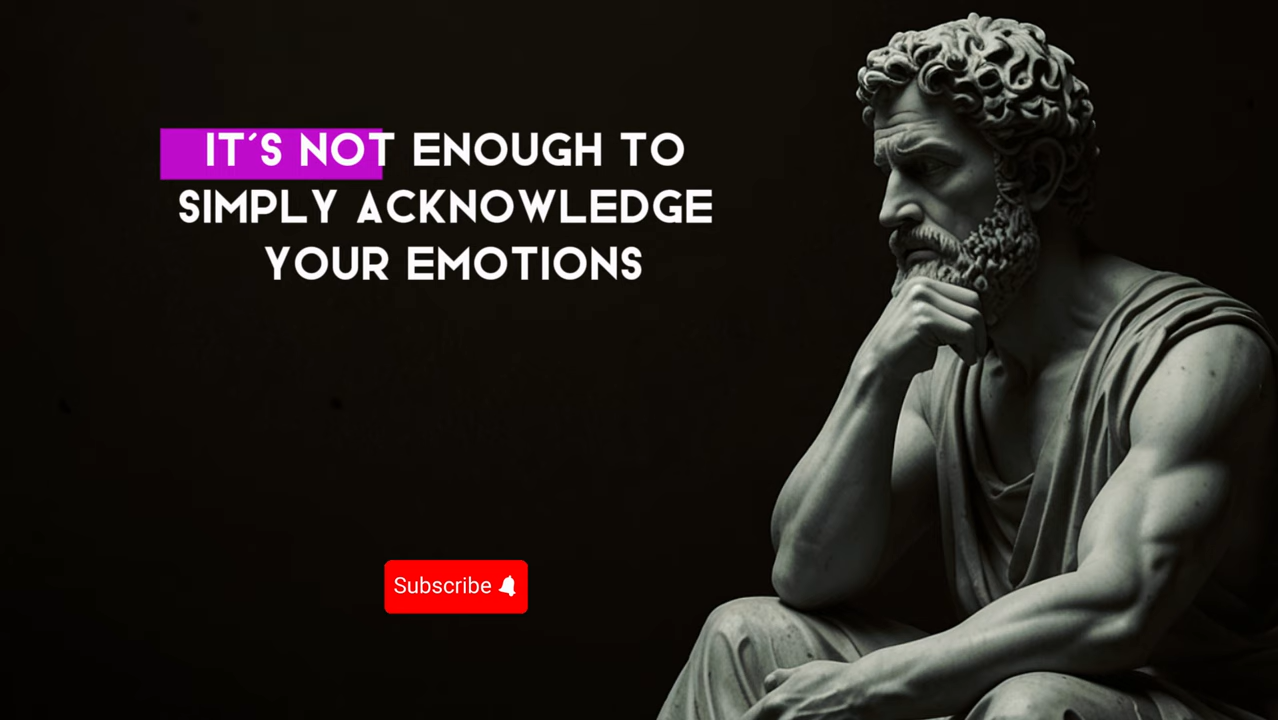 IT´S NOT ENOUGH TO
SIMPLY ACKNOWLEDGE
YOUR EMOTIONS
Subscribe